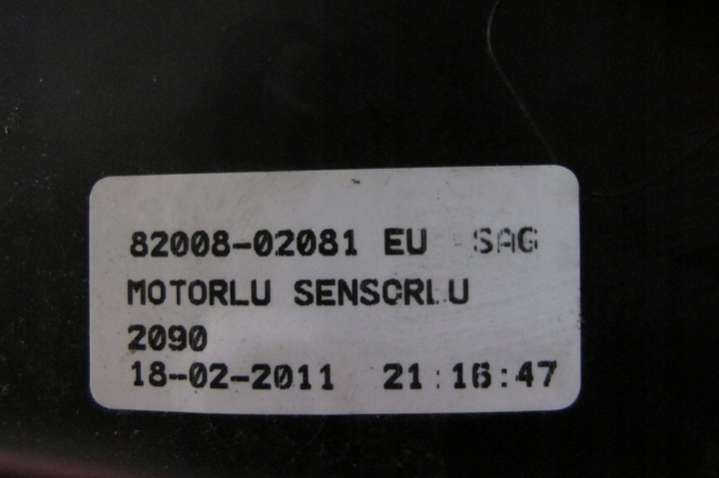 82008-02081 EU SAG
MOTORLU SENSORLU
2090
18-02-2011 21:16:47